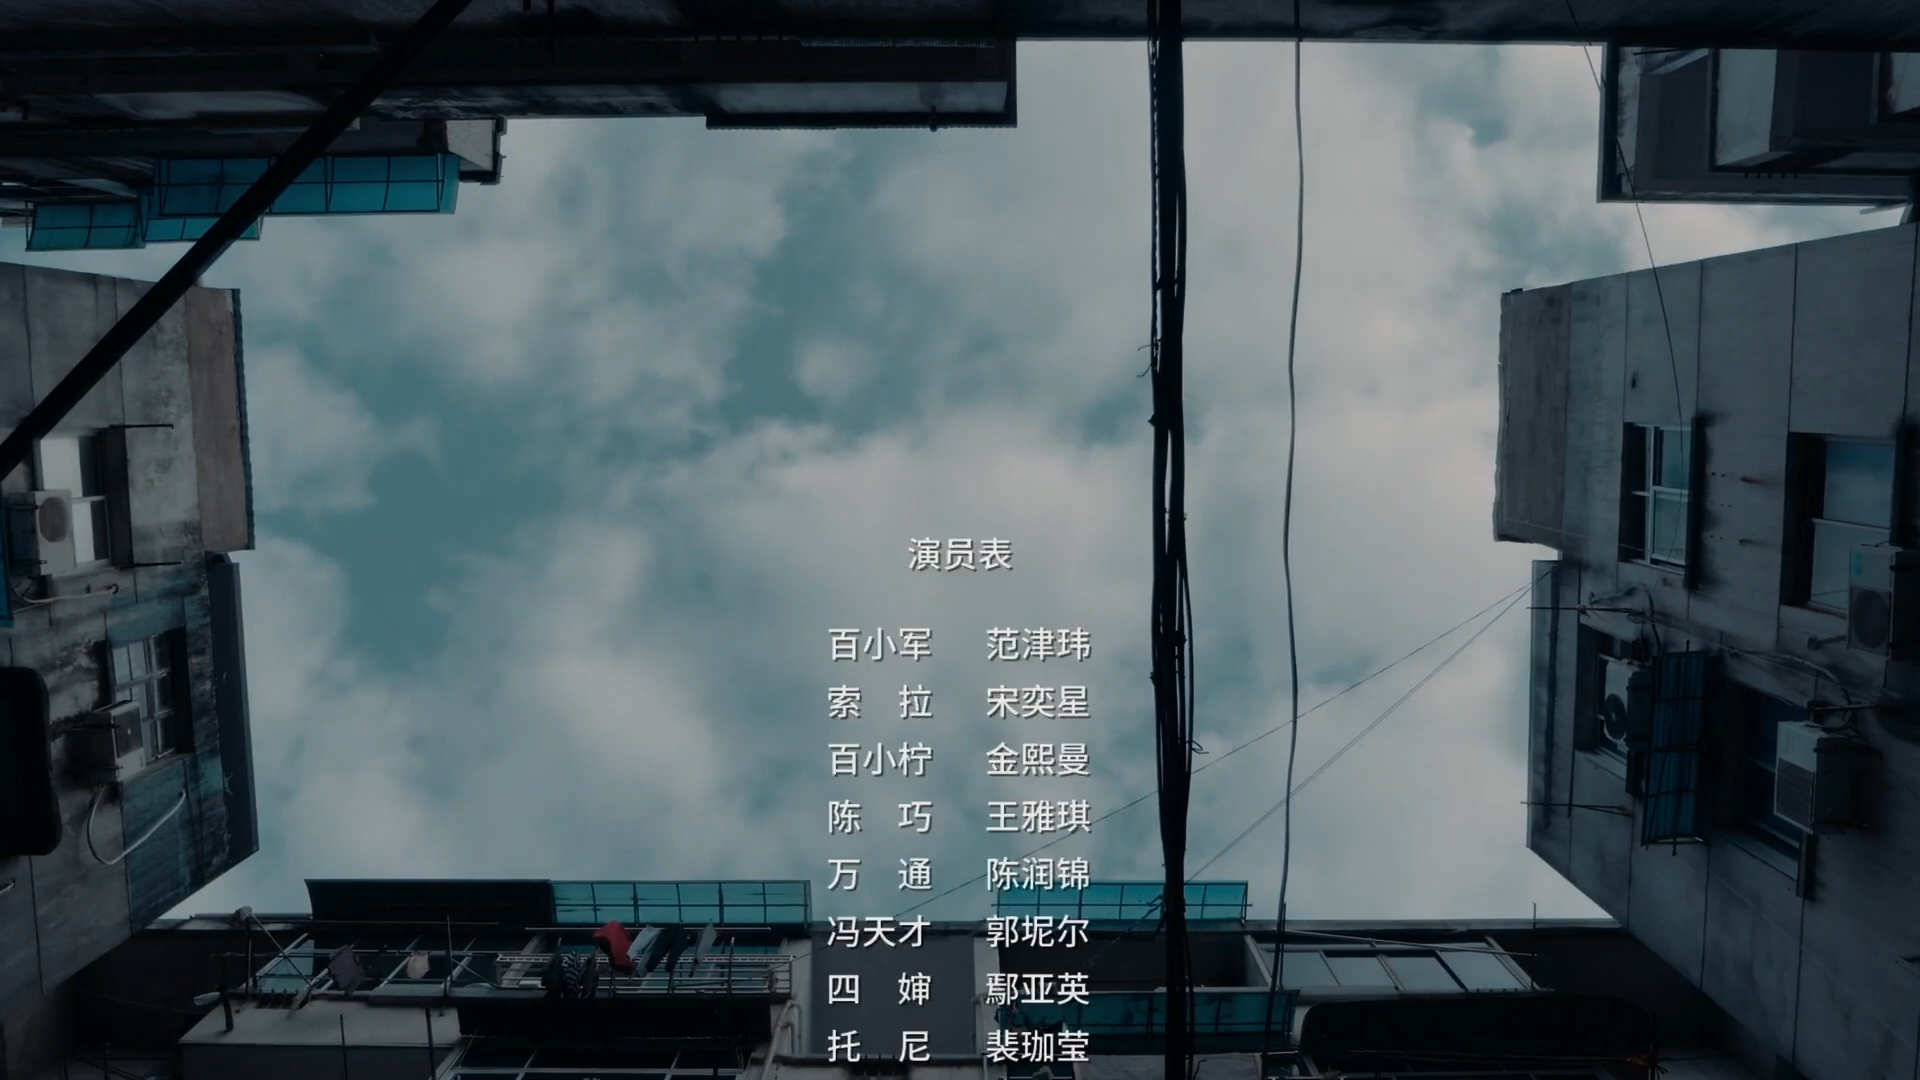 演员表
百小军 范津玮
索 拉 宋奕星
百小柠 金熙曼
陈 巧 王雅琪
万 通 陈润锦
冯天才 郭坭尔
四 婶 鄢亚英
托 尼 裴珈莹